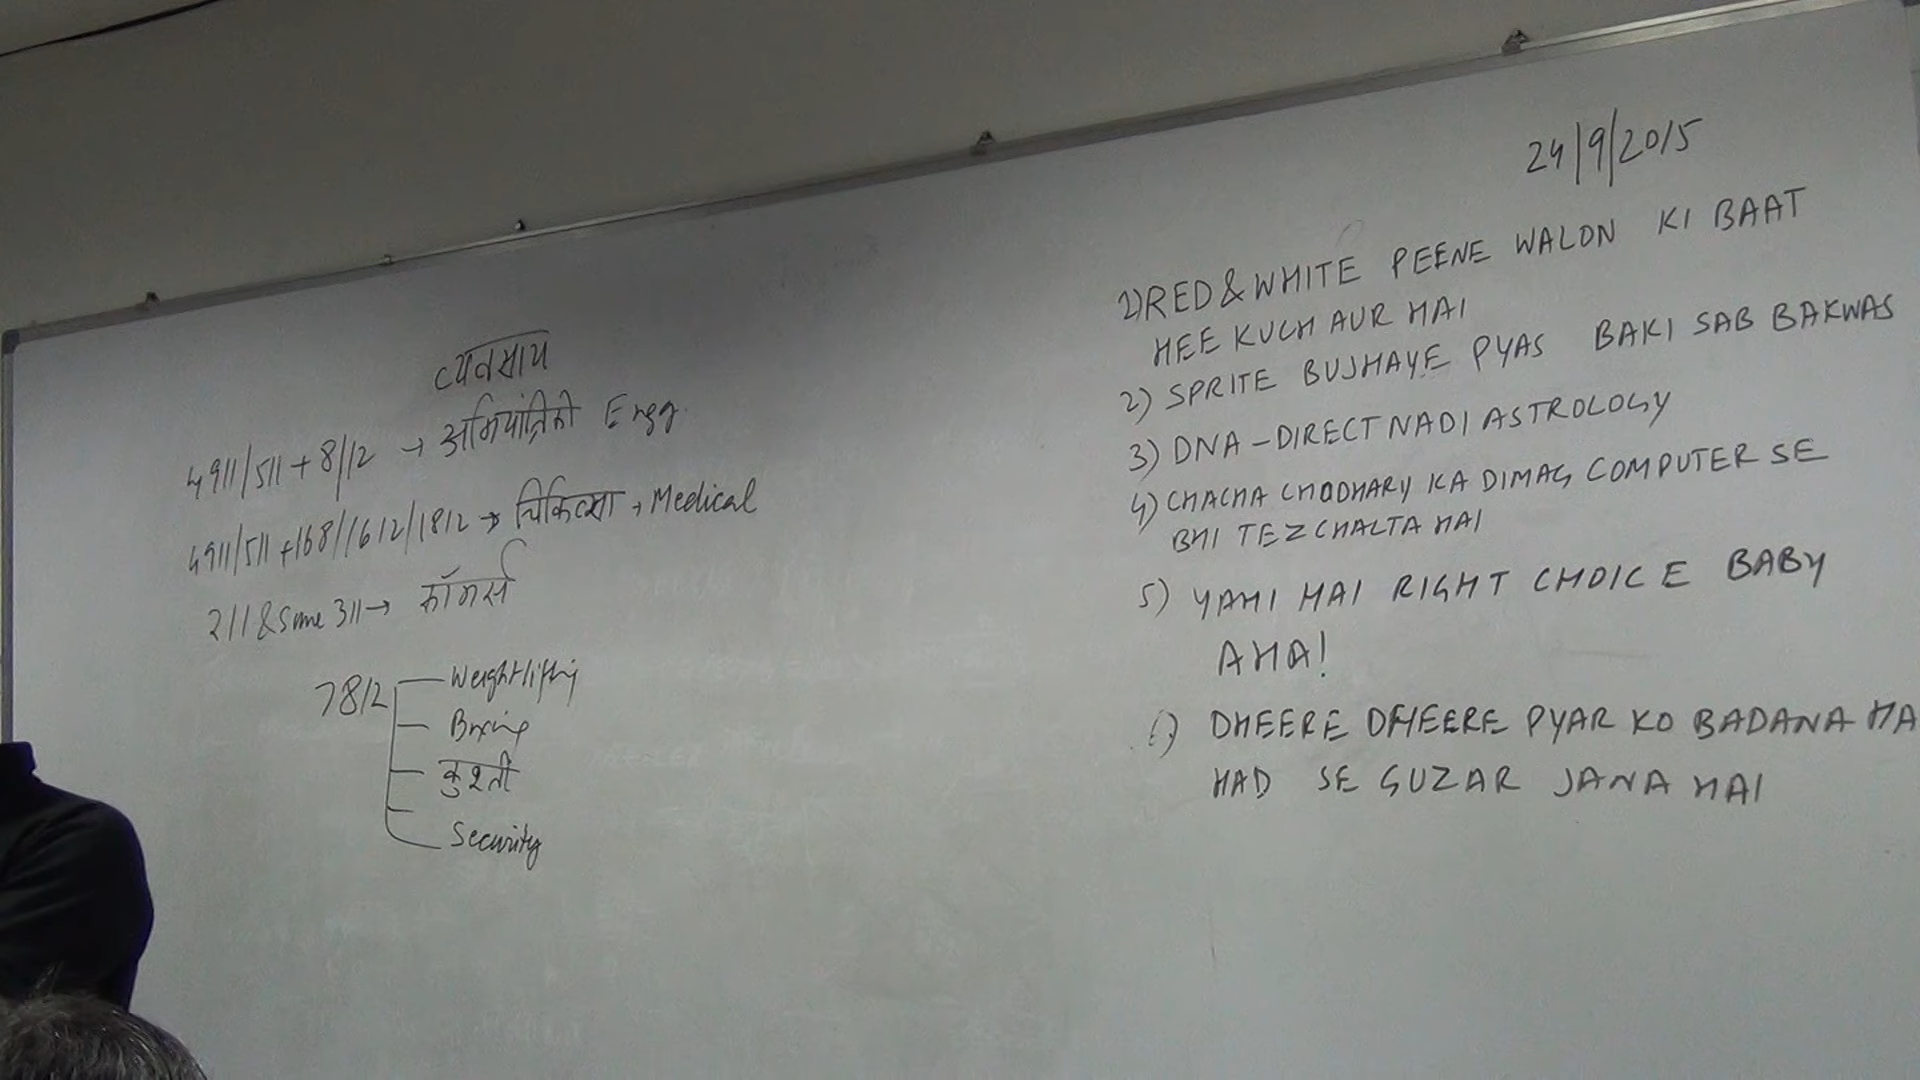 व्यवसाय
4911/511 + 8/12 → अभियांत्रिकी Engg.
4911/511 + 168/1612/1812 → चिकित्सा, Medical
211 & Some 311 → कॉमर्स
7812
Weightlifting
Boxing
कुश्ती
Security
24/9/2015
1) RED & WHITE PEENE WALON KI BAAT
HEE KUCH AUR HAI
2) SPRITE BUJHAYE PYAS BAKI SAB BAKWAS
3) DNA - DIRECT NADI ASTROLOGY
4) CHACHA CHODHARY KA DIMAG COMPUTER SE
BHI TEZ CHALTA HAI
5) YAHI HAI RIGHT CHOICE BABY
AHA!
6) DHEERE DHEERE PYAR KO BADANA HA
HAD SE GUZAR JANA HAI